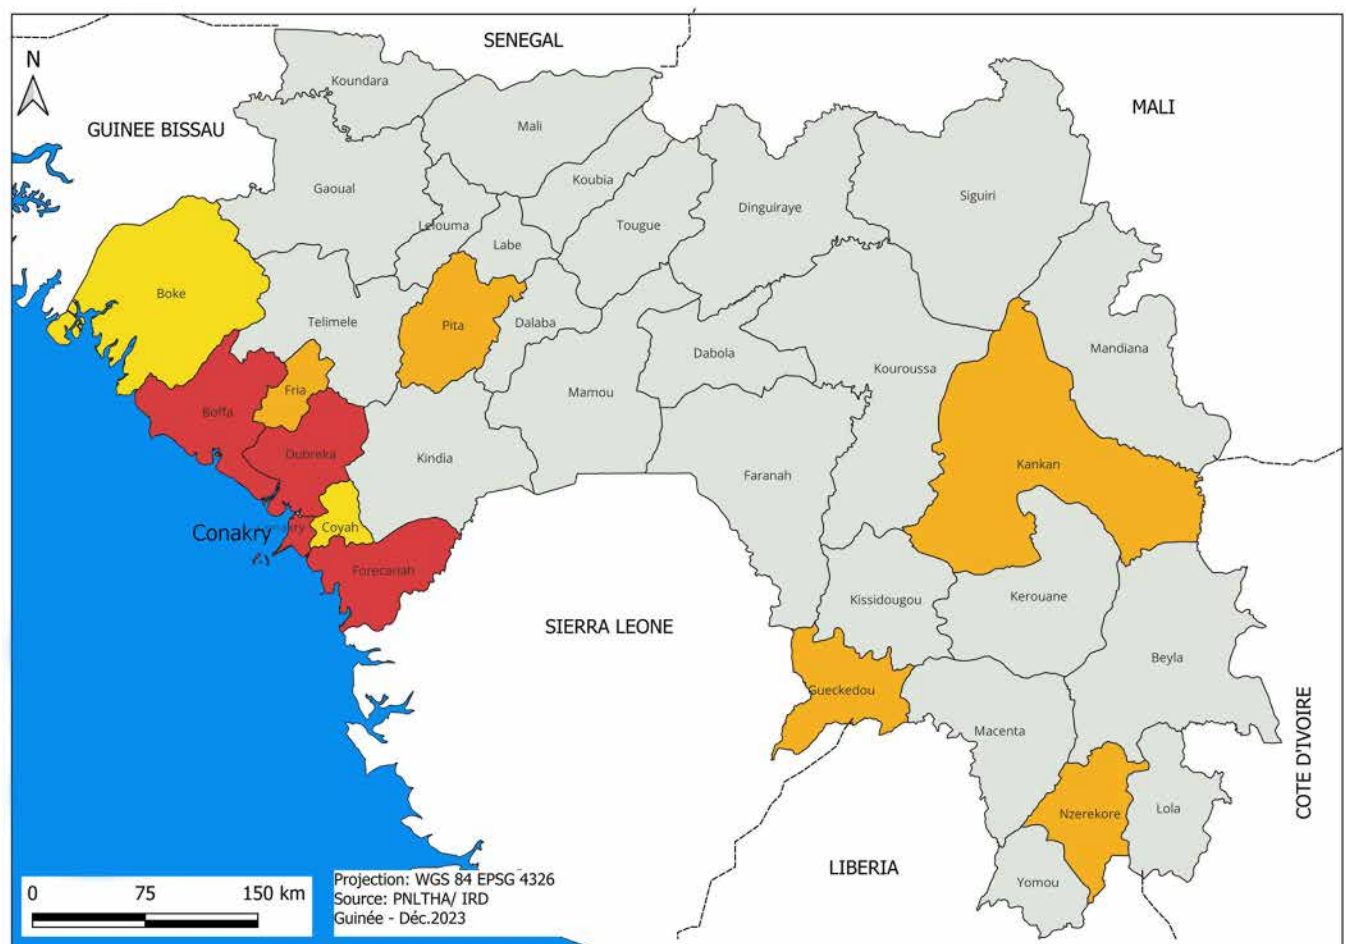 SENEGAL
N
Koundara
MALI
Mali
GUINEE BISSAU
Koubia
Gaoual
Siguiri
Dinguiraye
Lelouma
Tougue
Labe
Boke
Telimele
Pita
Dalaba
Mandiana
Dabola
Kouroussa
Fria
Mamou
Boffa
Dubreka
Kindia
Kankan
Faranah
Conakry
Conakry
Coyah
Forecariah
Kissidougou
Kerouane
SIERRA LEONE
Beyla
Gueckedou
Macenta
COTE D'IVOIRE
Nzerekore
Lola
LIBERIA
Yomou
0 75 150 km
Projection: WGS 84 EPSG 4326
Source: PNLTHA/ IRD
Guinée - Déc.2023